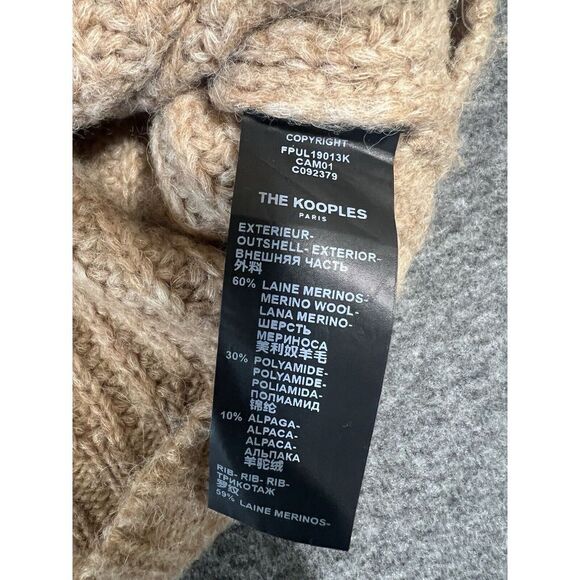 COPYRIGHT
FPUL19013K
CAM01
C092379
THE KOOPLES
PARIS
EXTERIEUR-
OUTSHELL- EXTERIOR-
ВНЕШНЯЯ ЧАСТЬ
外料
60% LAINE MERINOS-
MERINO WOOL-
LANA MERINO-
ШЕРСТЬ
МЕРИНОСА
美利奴羊毛
30% POLYAMIDE-
POLYAMIDE-
POLIAMIDA-
ПОЛИАМИД
锦纶
10% ALPAGA-
ALPACA-
ALPACA-
АЛЬПАКА
羊驼绒
RIB- RIB- RIB-
ТРИКОТАЖ
罗纹
59% LAINE MERINOS-